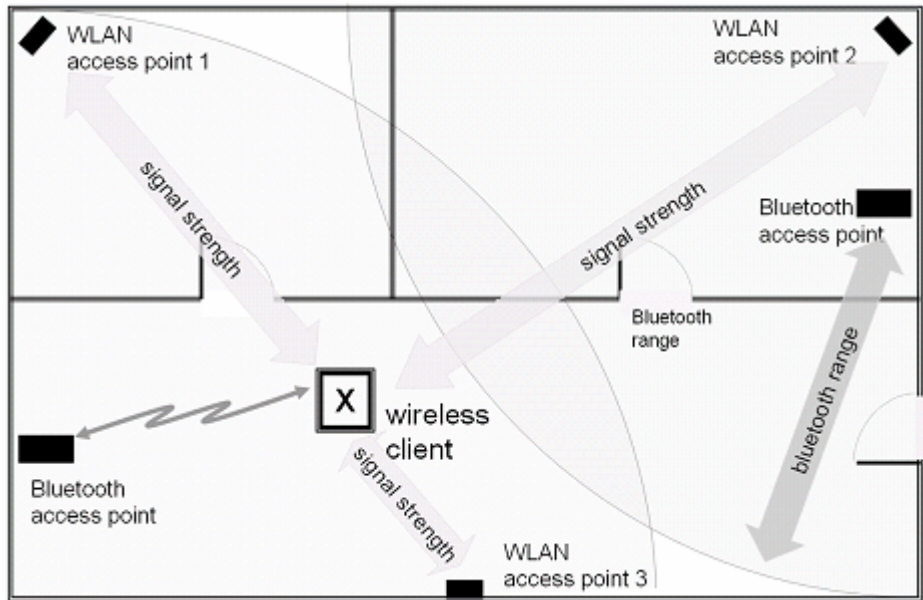 WLAN
access point 1
WLAN
access point 2
signal strength
signal strength
Bluetooth
access point
Bluetooth
range
bluetooth range
X
wireless
client
Bluetooth
access point
signal strength
WLAN
access point 3